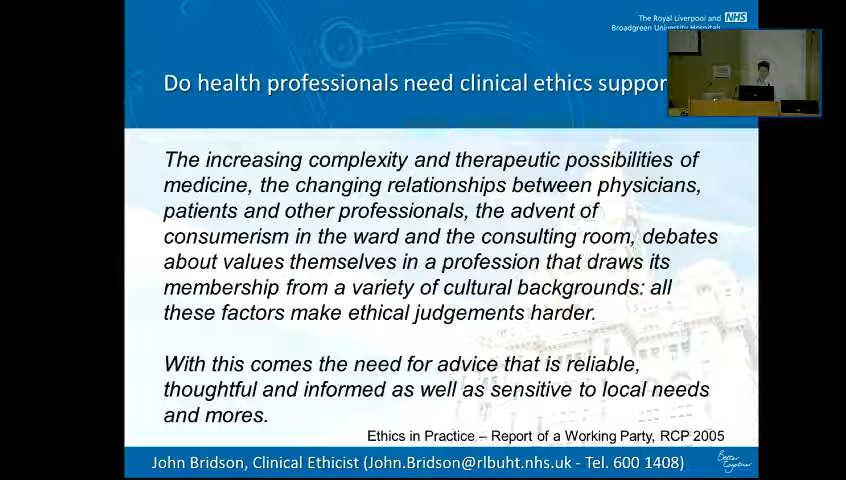 The Royal Liverpool and NHS
Broadgreen University Hospitals
Do health professionals need clinical ethics suppor
The increasing complexity and therapeutic possibilities of
medicine, the changing relationships between physicians,
patients and other professionals, the advent of
consumerism in the ward and the consulting room, debates
about values themselves in a profession that draws its
membership from a variety of cultural backgrounds: all
these factors make ethical judgements harder.
With this comes the need for advice that is reliable,
thoughtful and informed as well as sensitive to local needs
and mores.
Ethics in Practice – Report of a Working Party, RCP 2005
John Bridson, Clinical Ethicist (John.Bridson@rlbuht.nhs.uk - Tel. 600 1408)
Better
Together